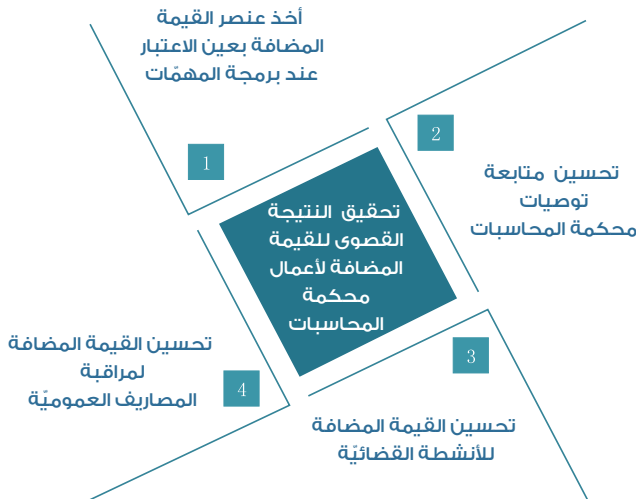 أخذ عنصر القيمة
المضافة بعين الاعتبار
عند برمجة المهمّات
1
2
تحسين متابعة
توصيات
محكمة المحاسبات
تحقيق النتيجة
القصوى للقيمة
المضافة لأعمال
محكمة
المحاسبات
3
تحسين القيمة المضافة
للأنشطة القضائيّة
4
تحسين القيمة المضافة
لمراقبة
المصاريف العموميّة